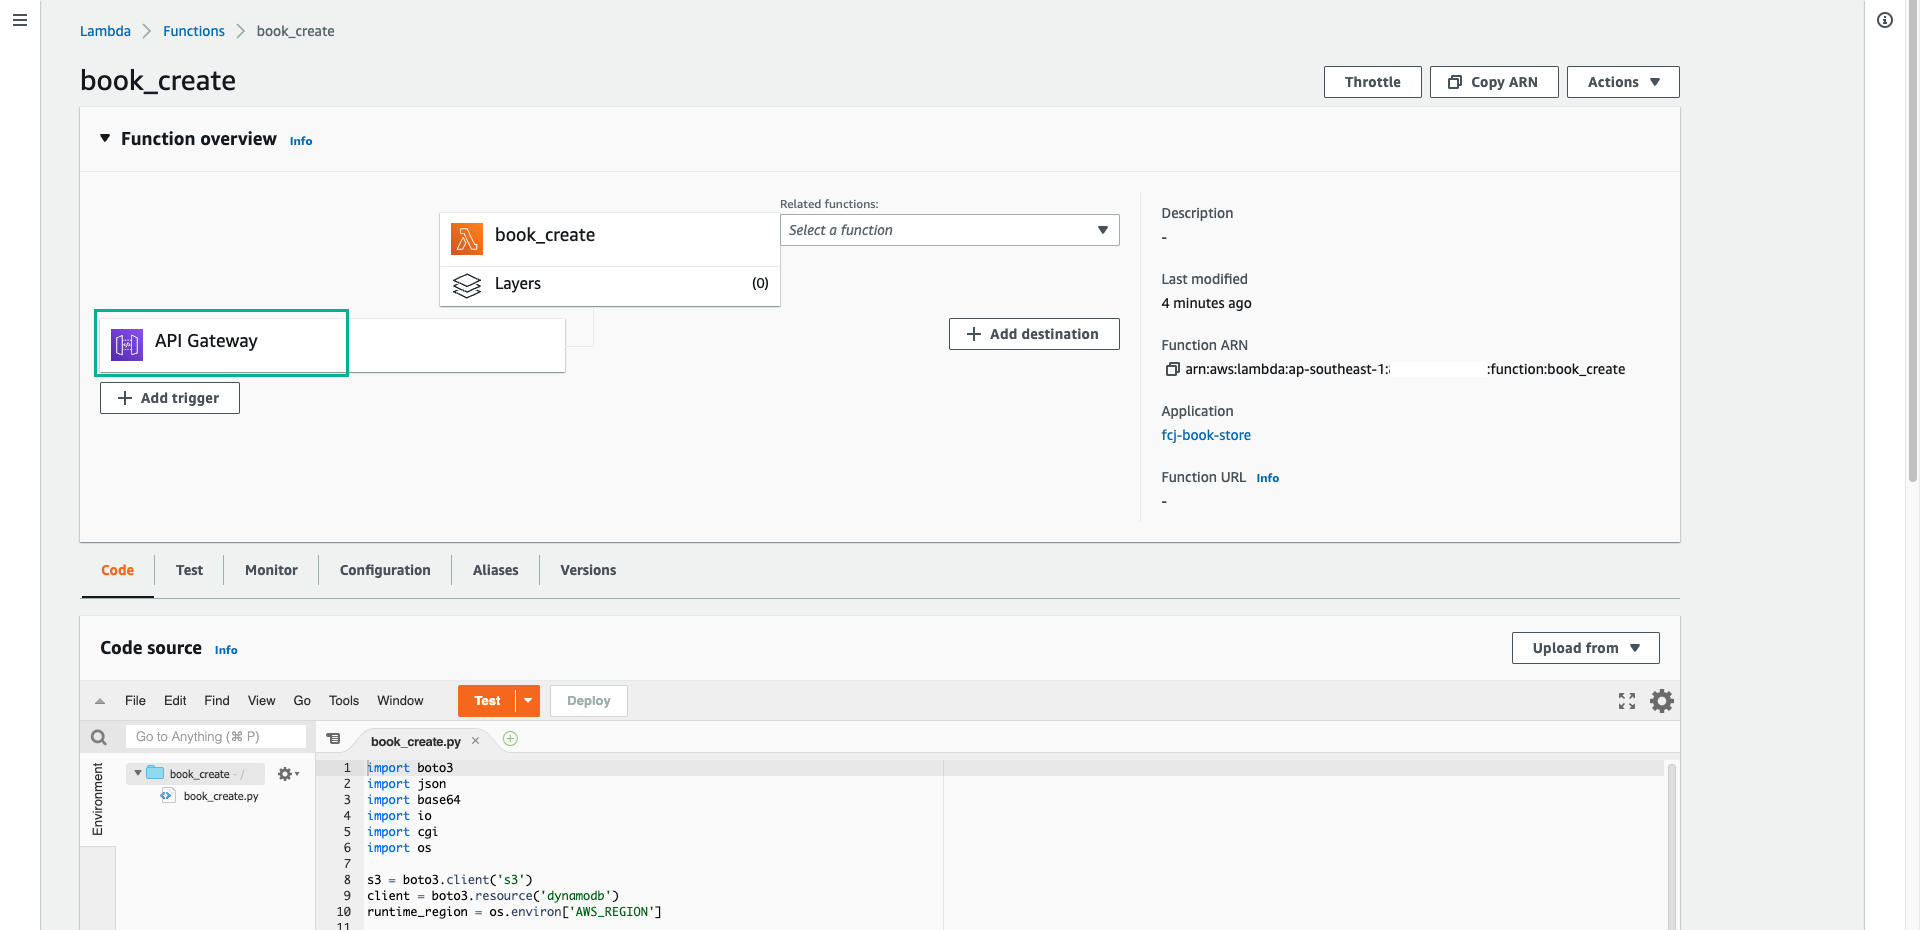 Lambda Functions book_create
book_create
Throttle Copy ARN Actions
Function overview Info
Related functions:
book_create
Select a function
Layers (0)
API Gateway
Add trigger
Add destination
Description
-
Last modified
4 minutes ago
Function ARN
arn:aws:lambda:ap-southeast-1: :function:book_create
Application
fcj-book-store
Function URL Info
-
Code Test Monitor Configuration Aliases Versions
Code source Info
Upload from
File Edit Find View Go Tools Window Test Deploy
Go to Anything (⌘ P)
book_create.py
Environment
book_create - /
book_create.py
1 import boto3
2 import json
3 import base64
4 import io
5 import cgi
6 import os
7
8 s3 = boto3.client('s3')
9 client = boto3.resource('dynamodb')
10 runtime_region = os.environ['AWS_REGION']
11